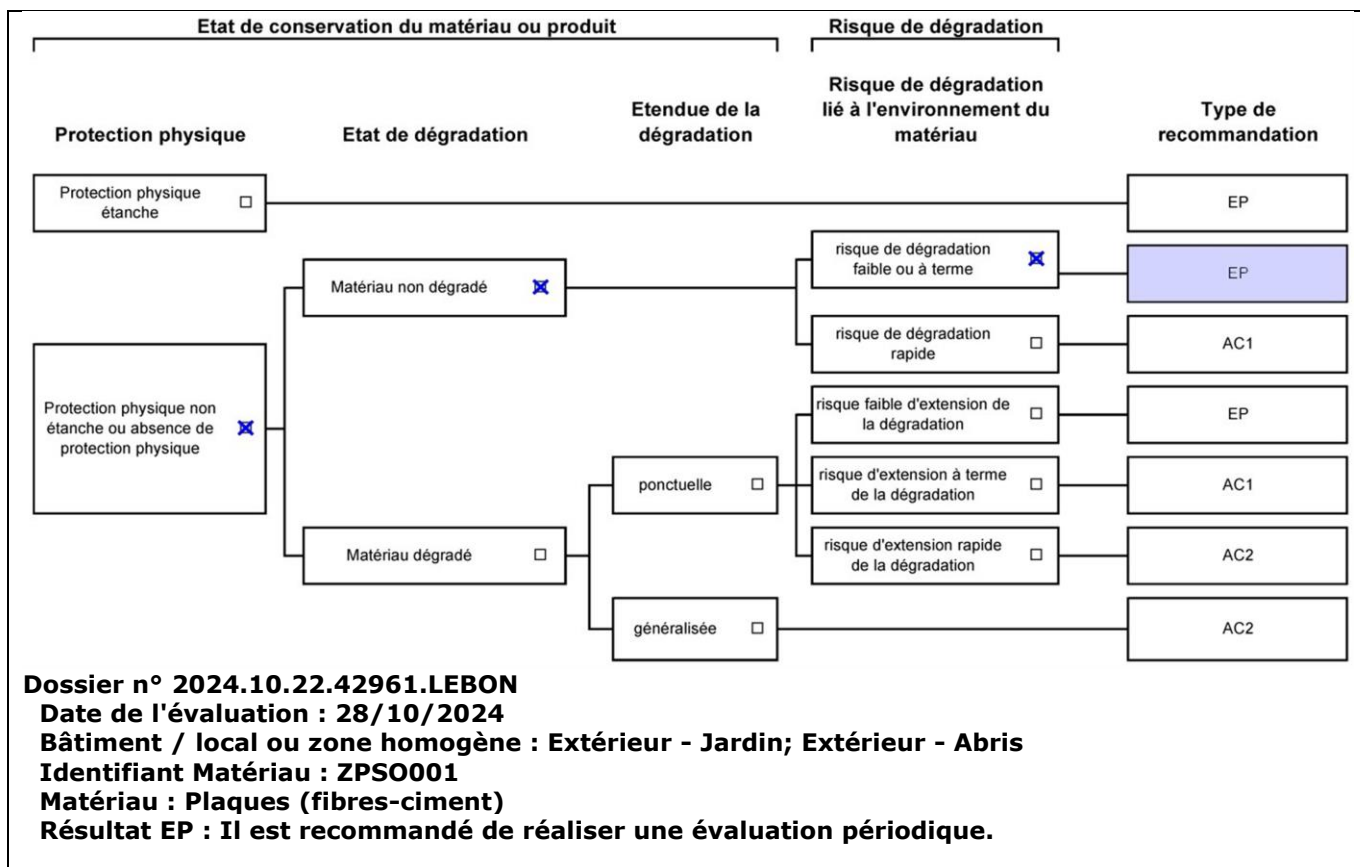 Etat de conservation du matériau ou produit
Risque de dégradation
Protection physique
Etat de dégradation
Etendue de la
dégradation
Risque de dégradation
lié à l'environnement du
matériau
Type de
recommandation
Protection physique
étanche
EP
risque de dégradation
faible ou à terme
EP
Matériau non dégradé
risque de dégradation
rapide
AC1
Protection physique non
étanche ou absence de
protection physique
risque faible d'extension de
la dégradation
EP
ponctuelle
risque d'extension à terme
de la dégradation
AC1
Matériau dégradé
risque d'extension rapide
de la dégradation
AC2
généralisée
AC2
Dossier n° 2024.10.22.42961.LEBON
Date de l'évaluation : 28/10/2024
Bâtiment / local ou zone homogène : Extérieur - Jardin; Extérieur - Abris
Identifiant Matériau : ZPSO001
Matériau : Plaques (fibres-ciment)
Résultat EP : Il est recommandé de réaliser une évaluation périodique.